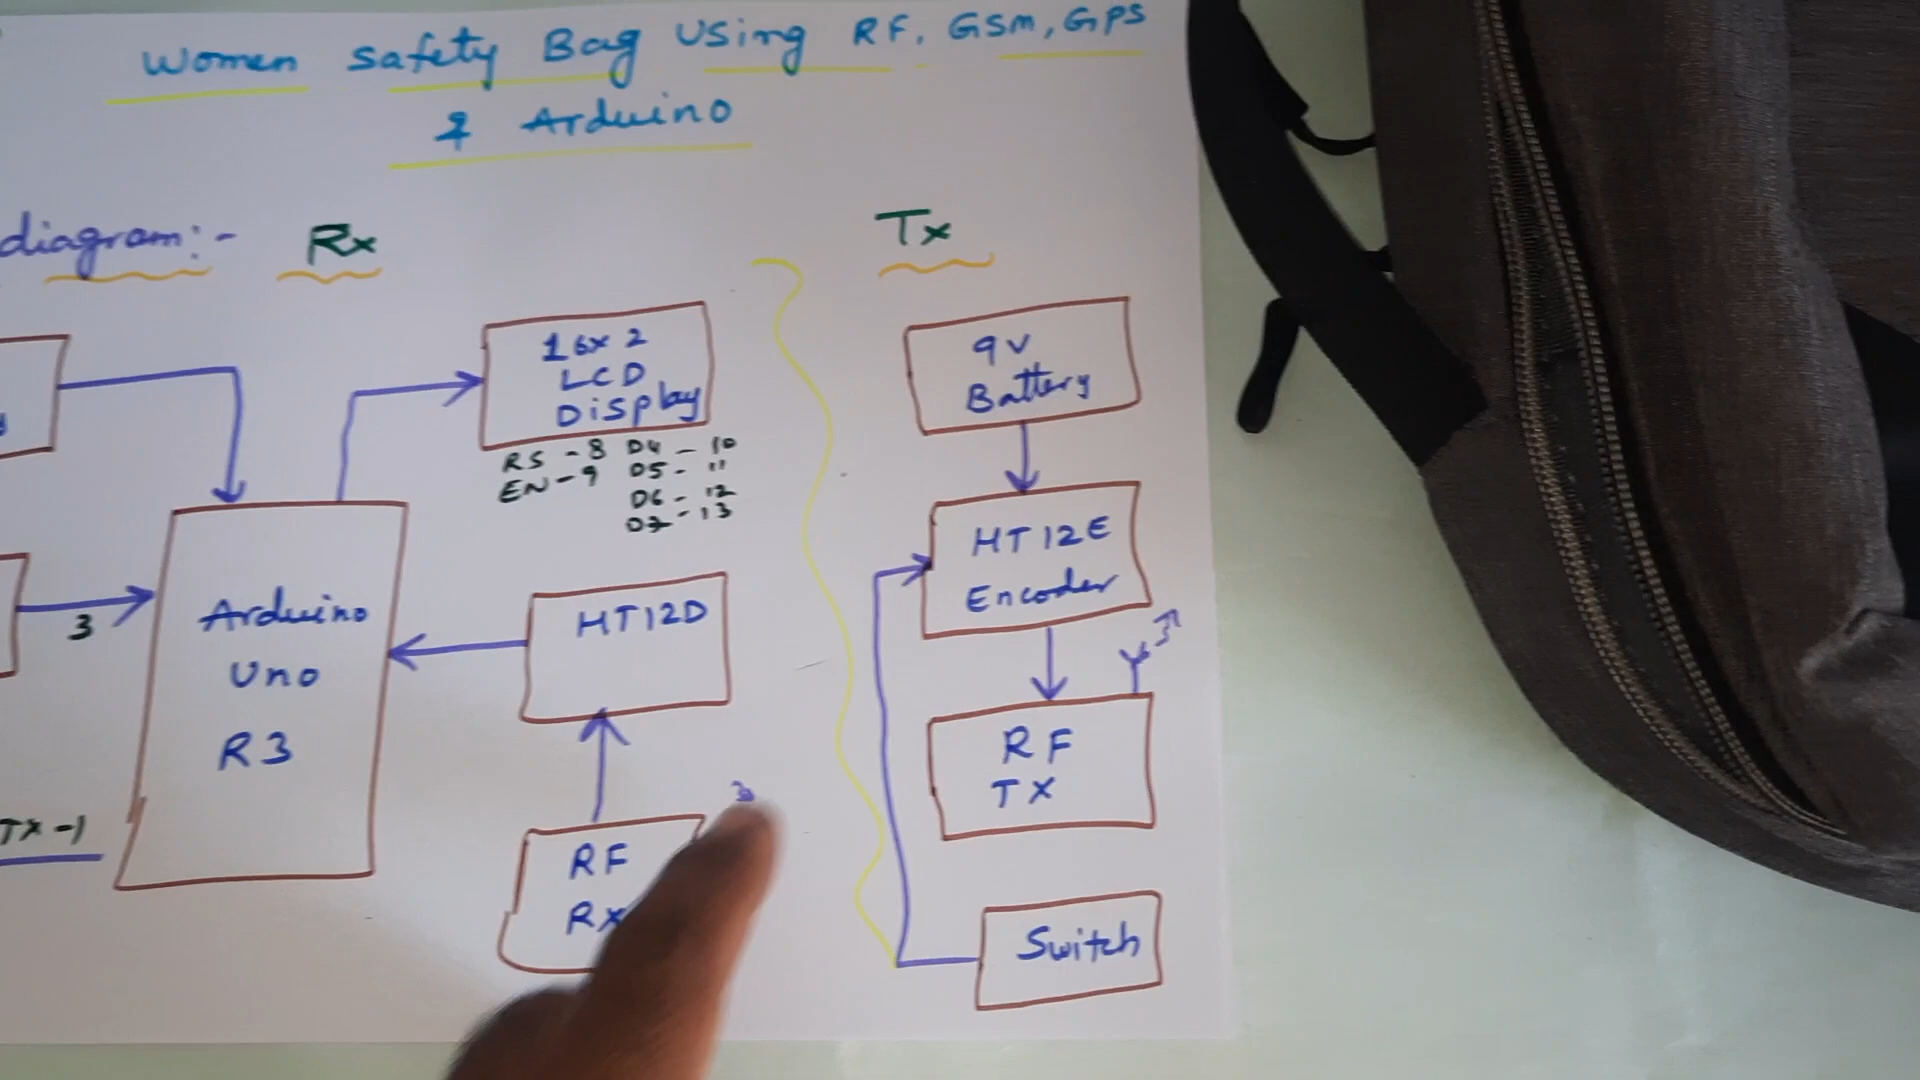 Women Safety Bag Using RF, GSM, GPS
& Arduino
diagram:- Rx
Tx
16x2
LCD
Display
RS - 8 D4 - 10
EN - 9 D5 - 11
D6 - 12
D7 - 13
3
Arduino
Uno
R3
TX -1
HT12D
RF
Rx
9V
Battery
HT12E
Encoder
RF
TX
Switch